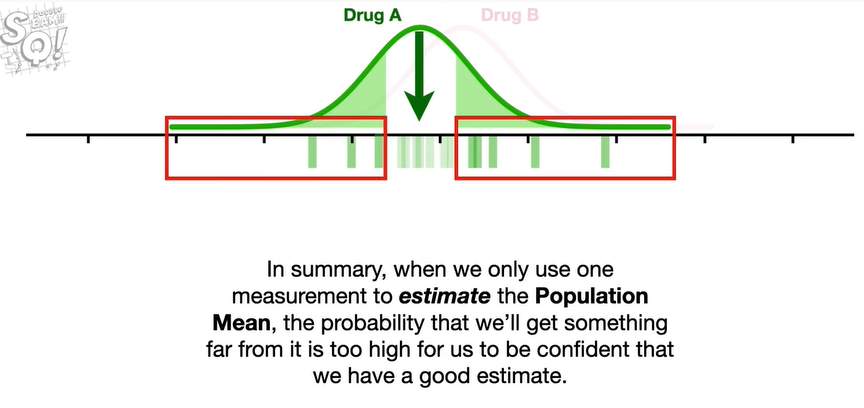 Drug A
Drug B
SQ!
In summary, when we only use one
measurement to estimate the Population
Mean, the probability that we’ll get something
far from it is too high for us to be confident that
we have a good estimate.